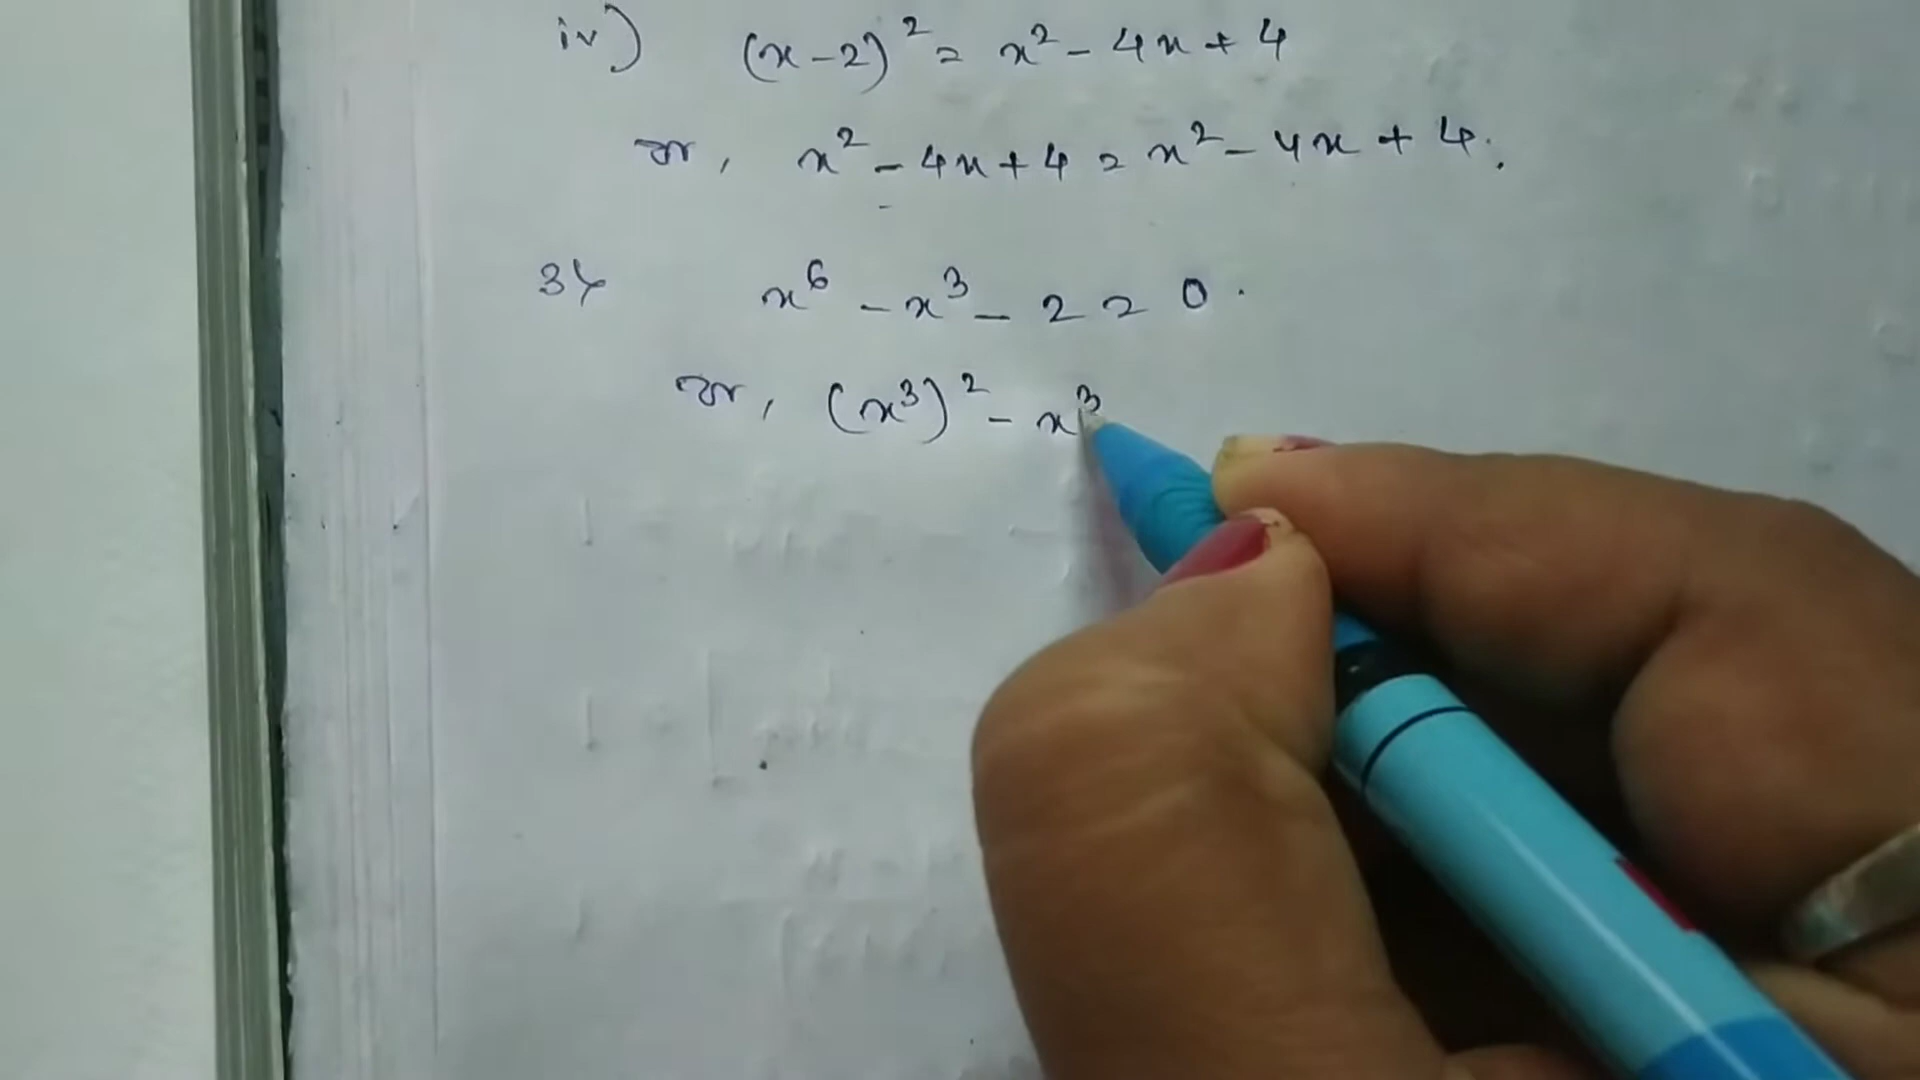 iv) (x-2)² = x² - 4x + 4
বা, x² - 4x + 4 = x² - 4x + 4.
3) x⁶ - x³ - 2 = 0.
বা, (x³)² - x³